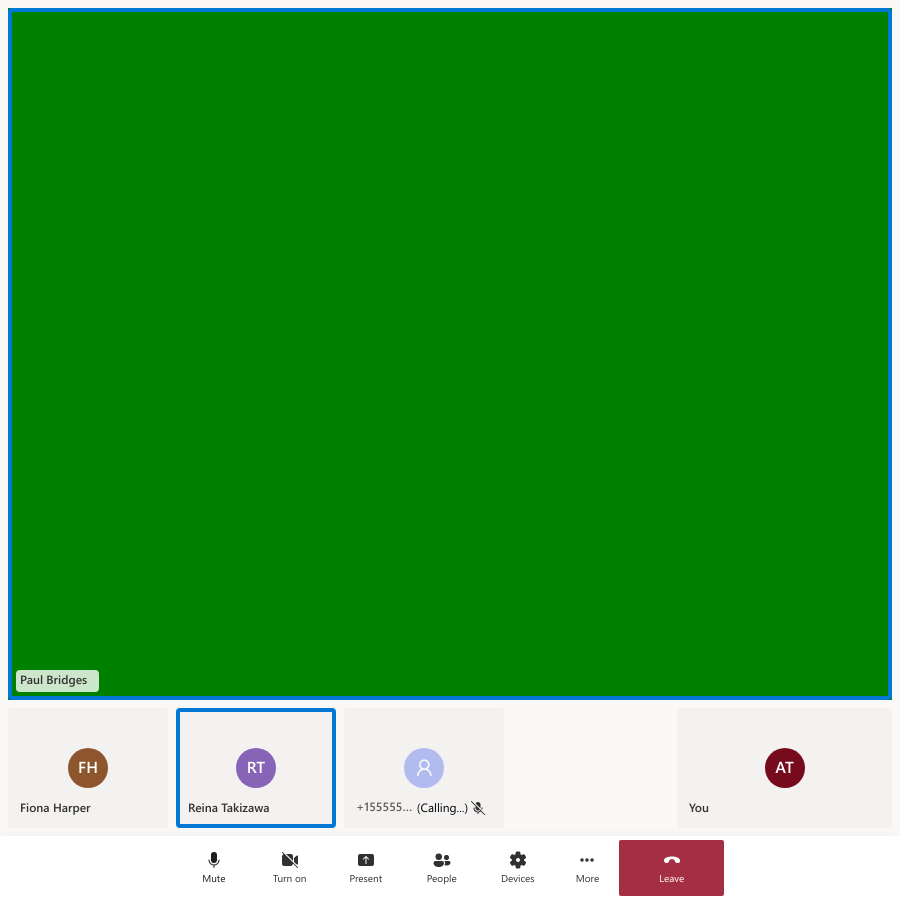 Paul Bridges
FH
Fiona Harper
RT
Reina Takizawa
+155555... (Calling...)
AT
You
Mute
Turn on
Present
People
Devices
More
Leave